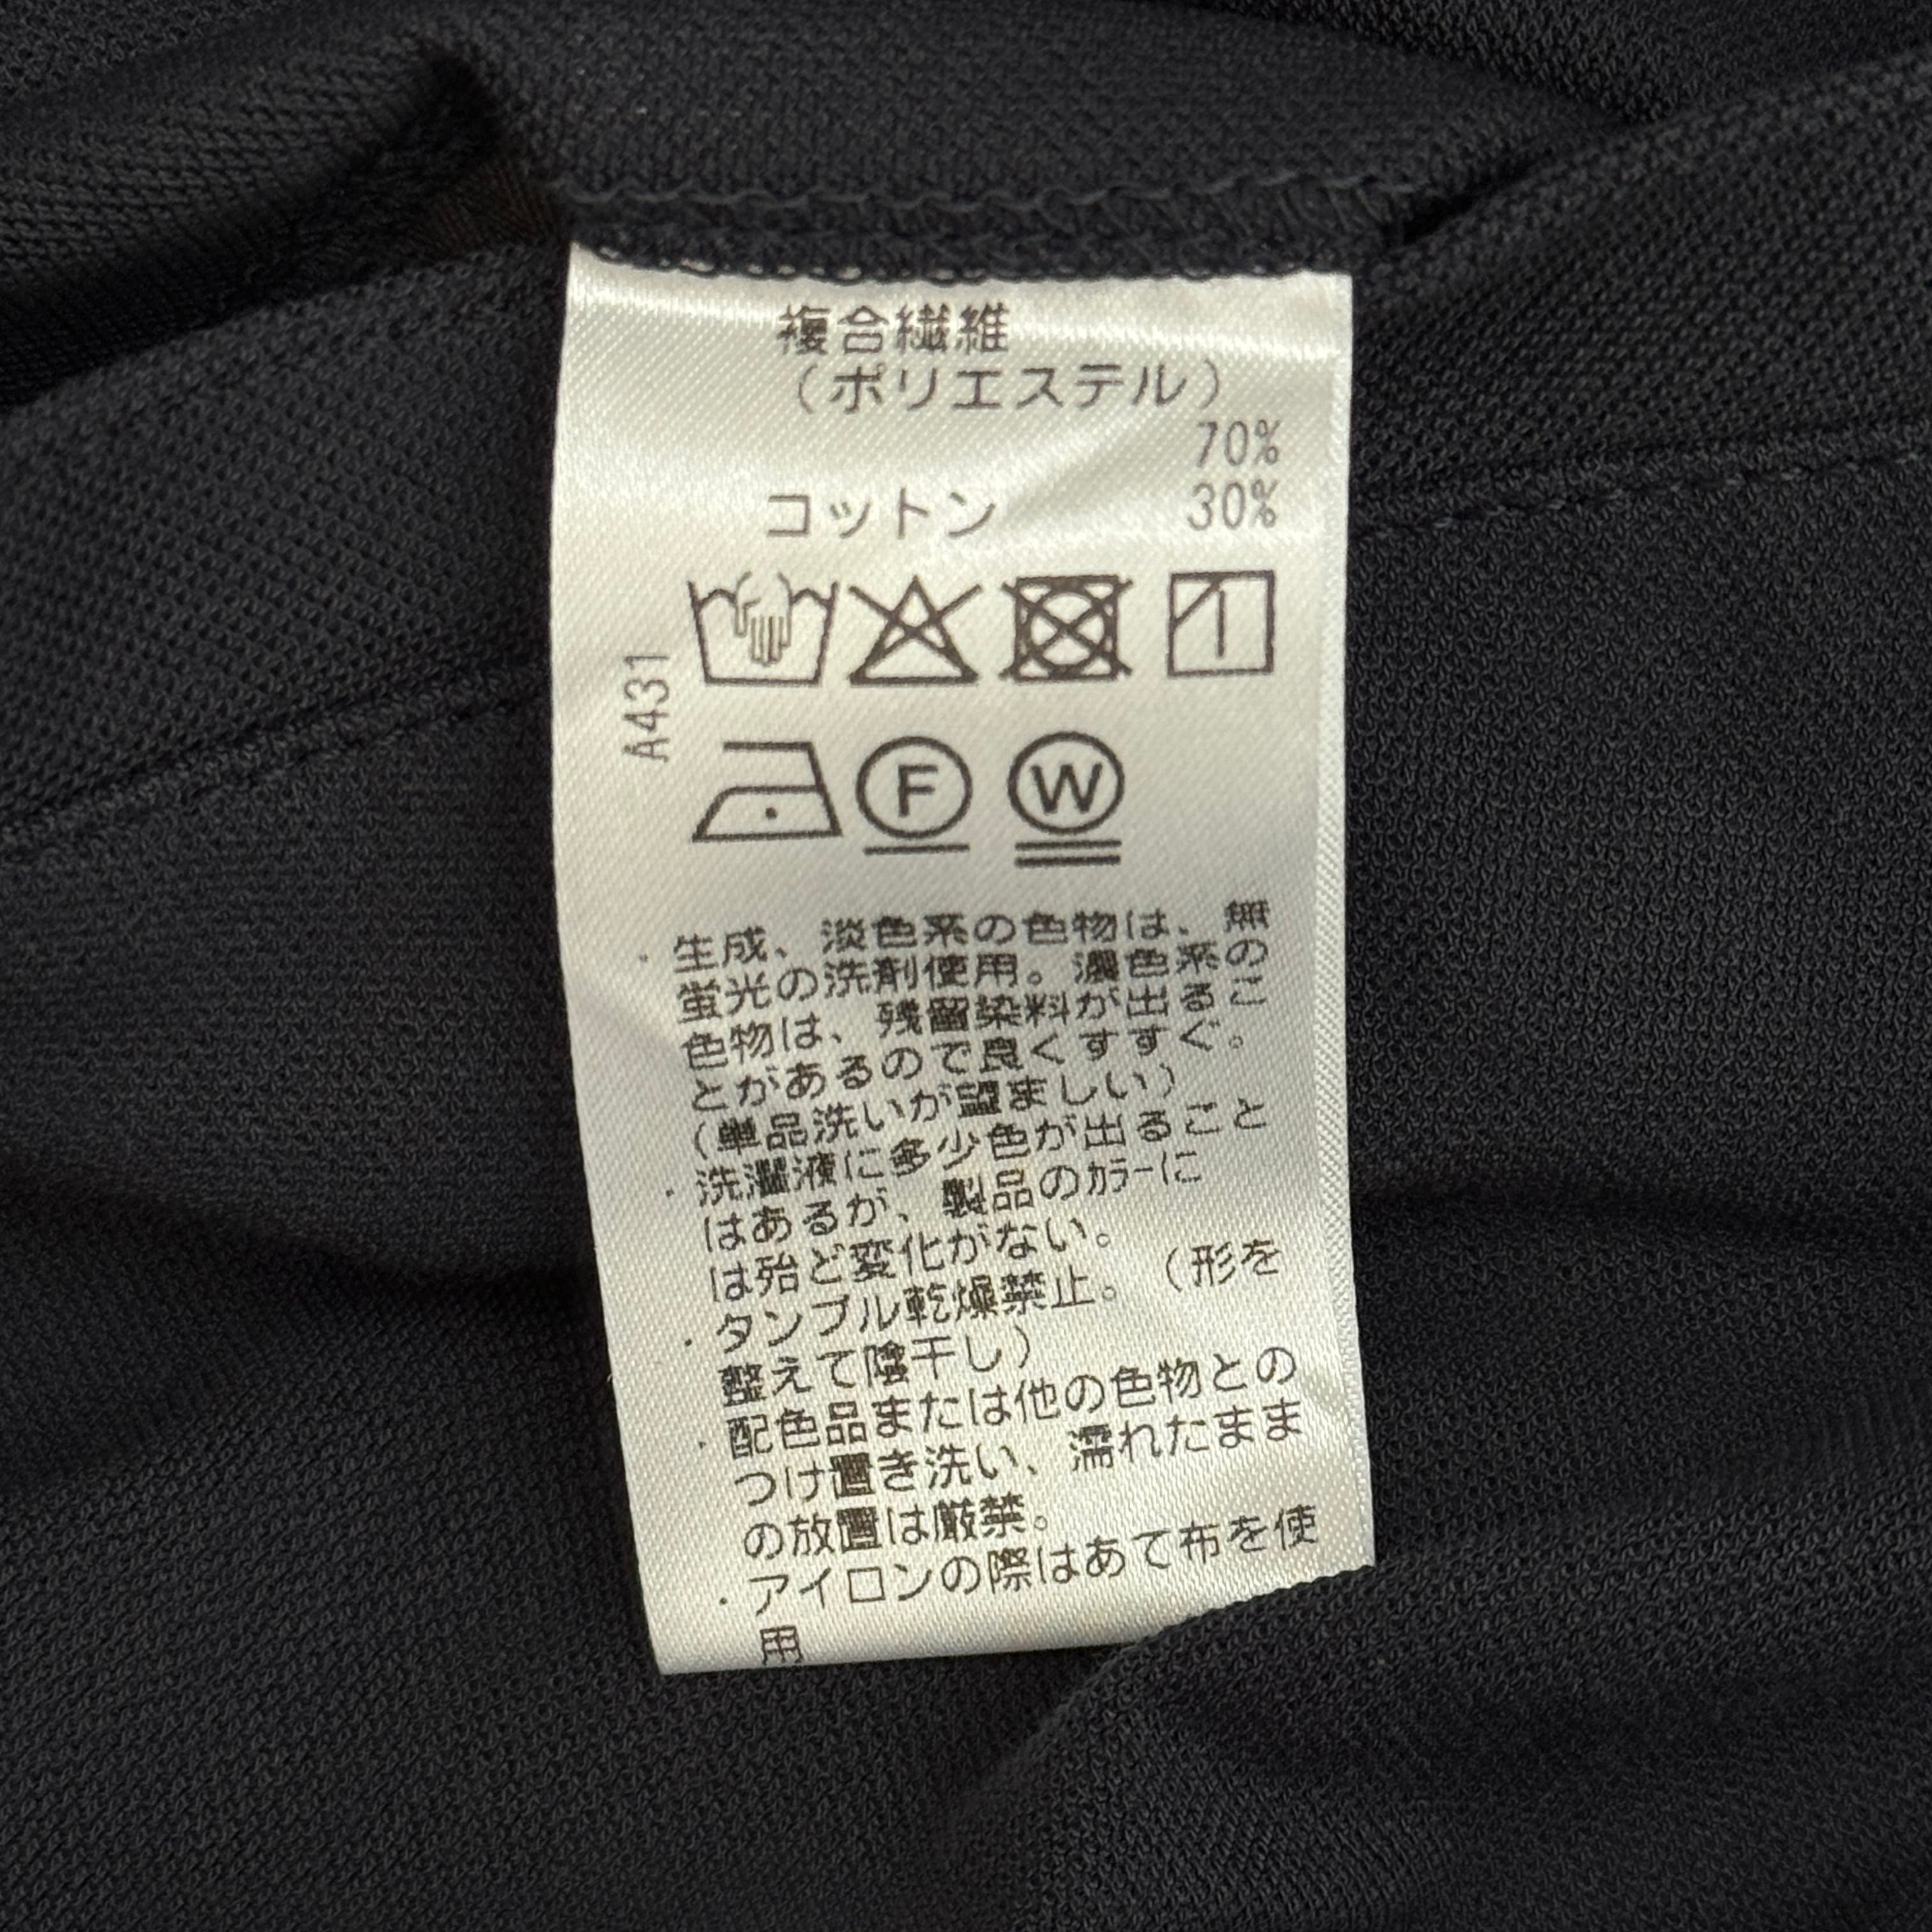 複合繊維
（ポリエステル）
70%
コットン 30%
A431
F W
・生成、淡色系の色物は、無
蛍光の洗剤使用。濃色系の
色物は、残留染料が出るこ
とがあるので良くすすぐ。
（単品洗いが望ましい）
・洗濯液に多少色が出ること
はあるが、製品のｶﾗｰに
は殆ど変化がない。
・タンブル乾燥禁止。（形を
整えて陰干し）
・配色品または他の色物との
つけ置き洗い、濡れたまま
の放置は厳禁。
・アイロンの際はあて布を使
用